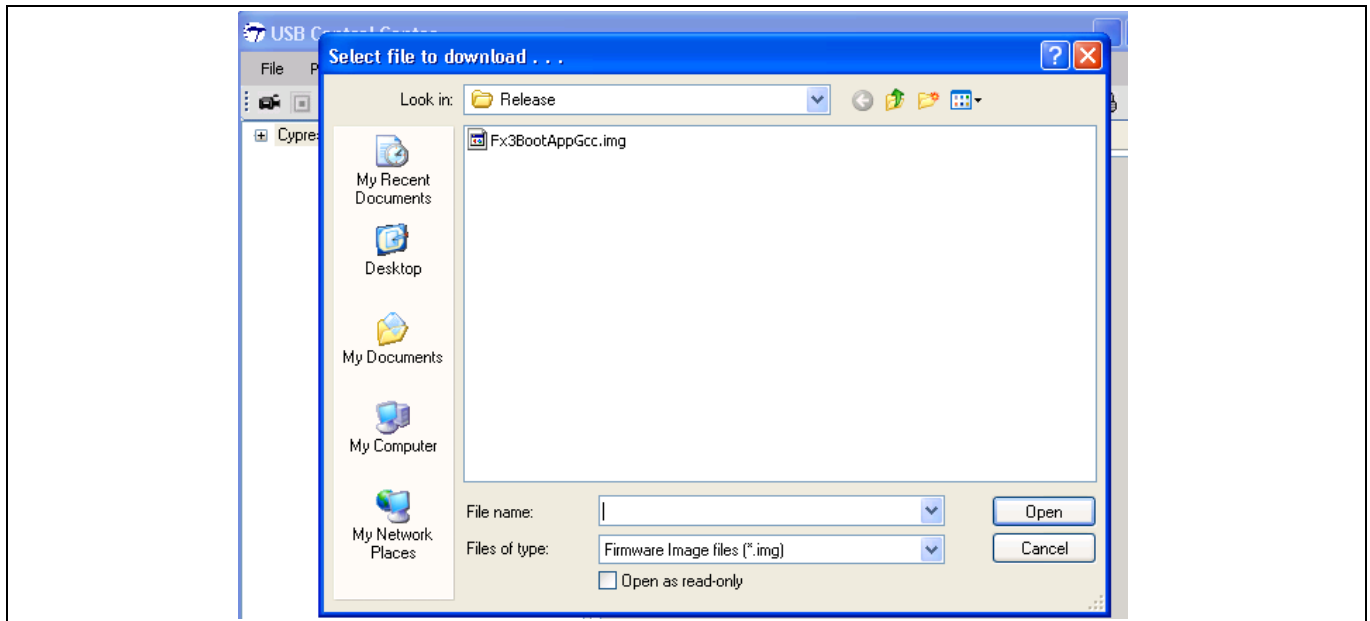 USB C
Select file to download . . .
File P
Look in: Release
Cypre
Fx3BootAppGcc.img
My Recent
Documents
Desktop
My Documents
My Computer
My Network
Places
File name:
Open
Files of type: Firmware Image files (*.img)
Cancel
Open as read-only